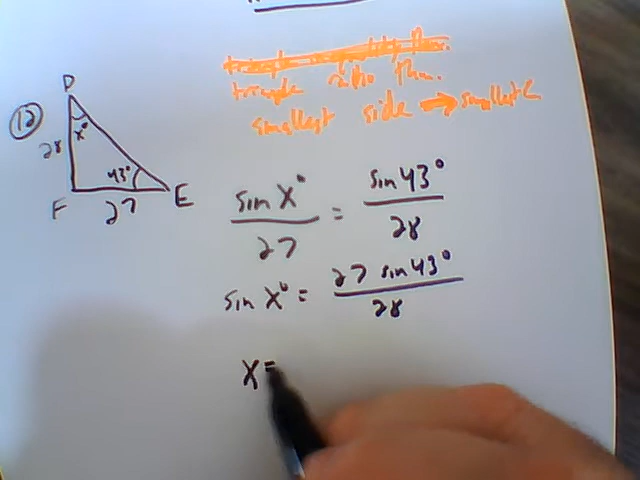 triangle ratio thm.
smallest side → smallest ∠
12
D
x°
28
43°
F 27 E
sin x° / 27 = sin 43° / 28
sin x° = 27 sin 43° / 28
x =